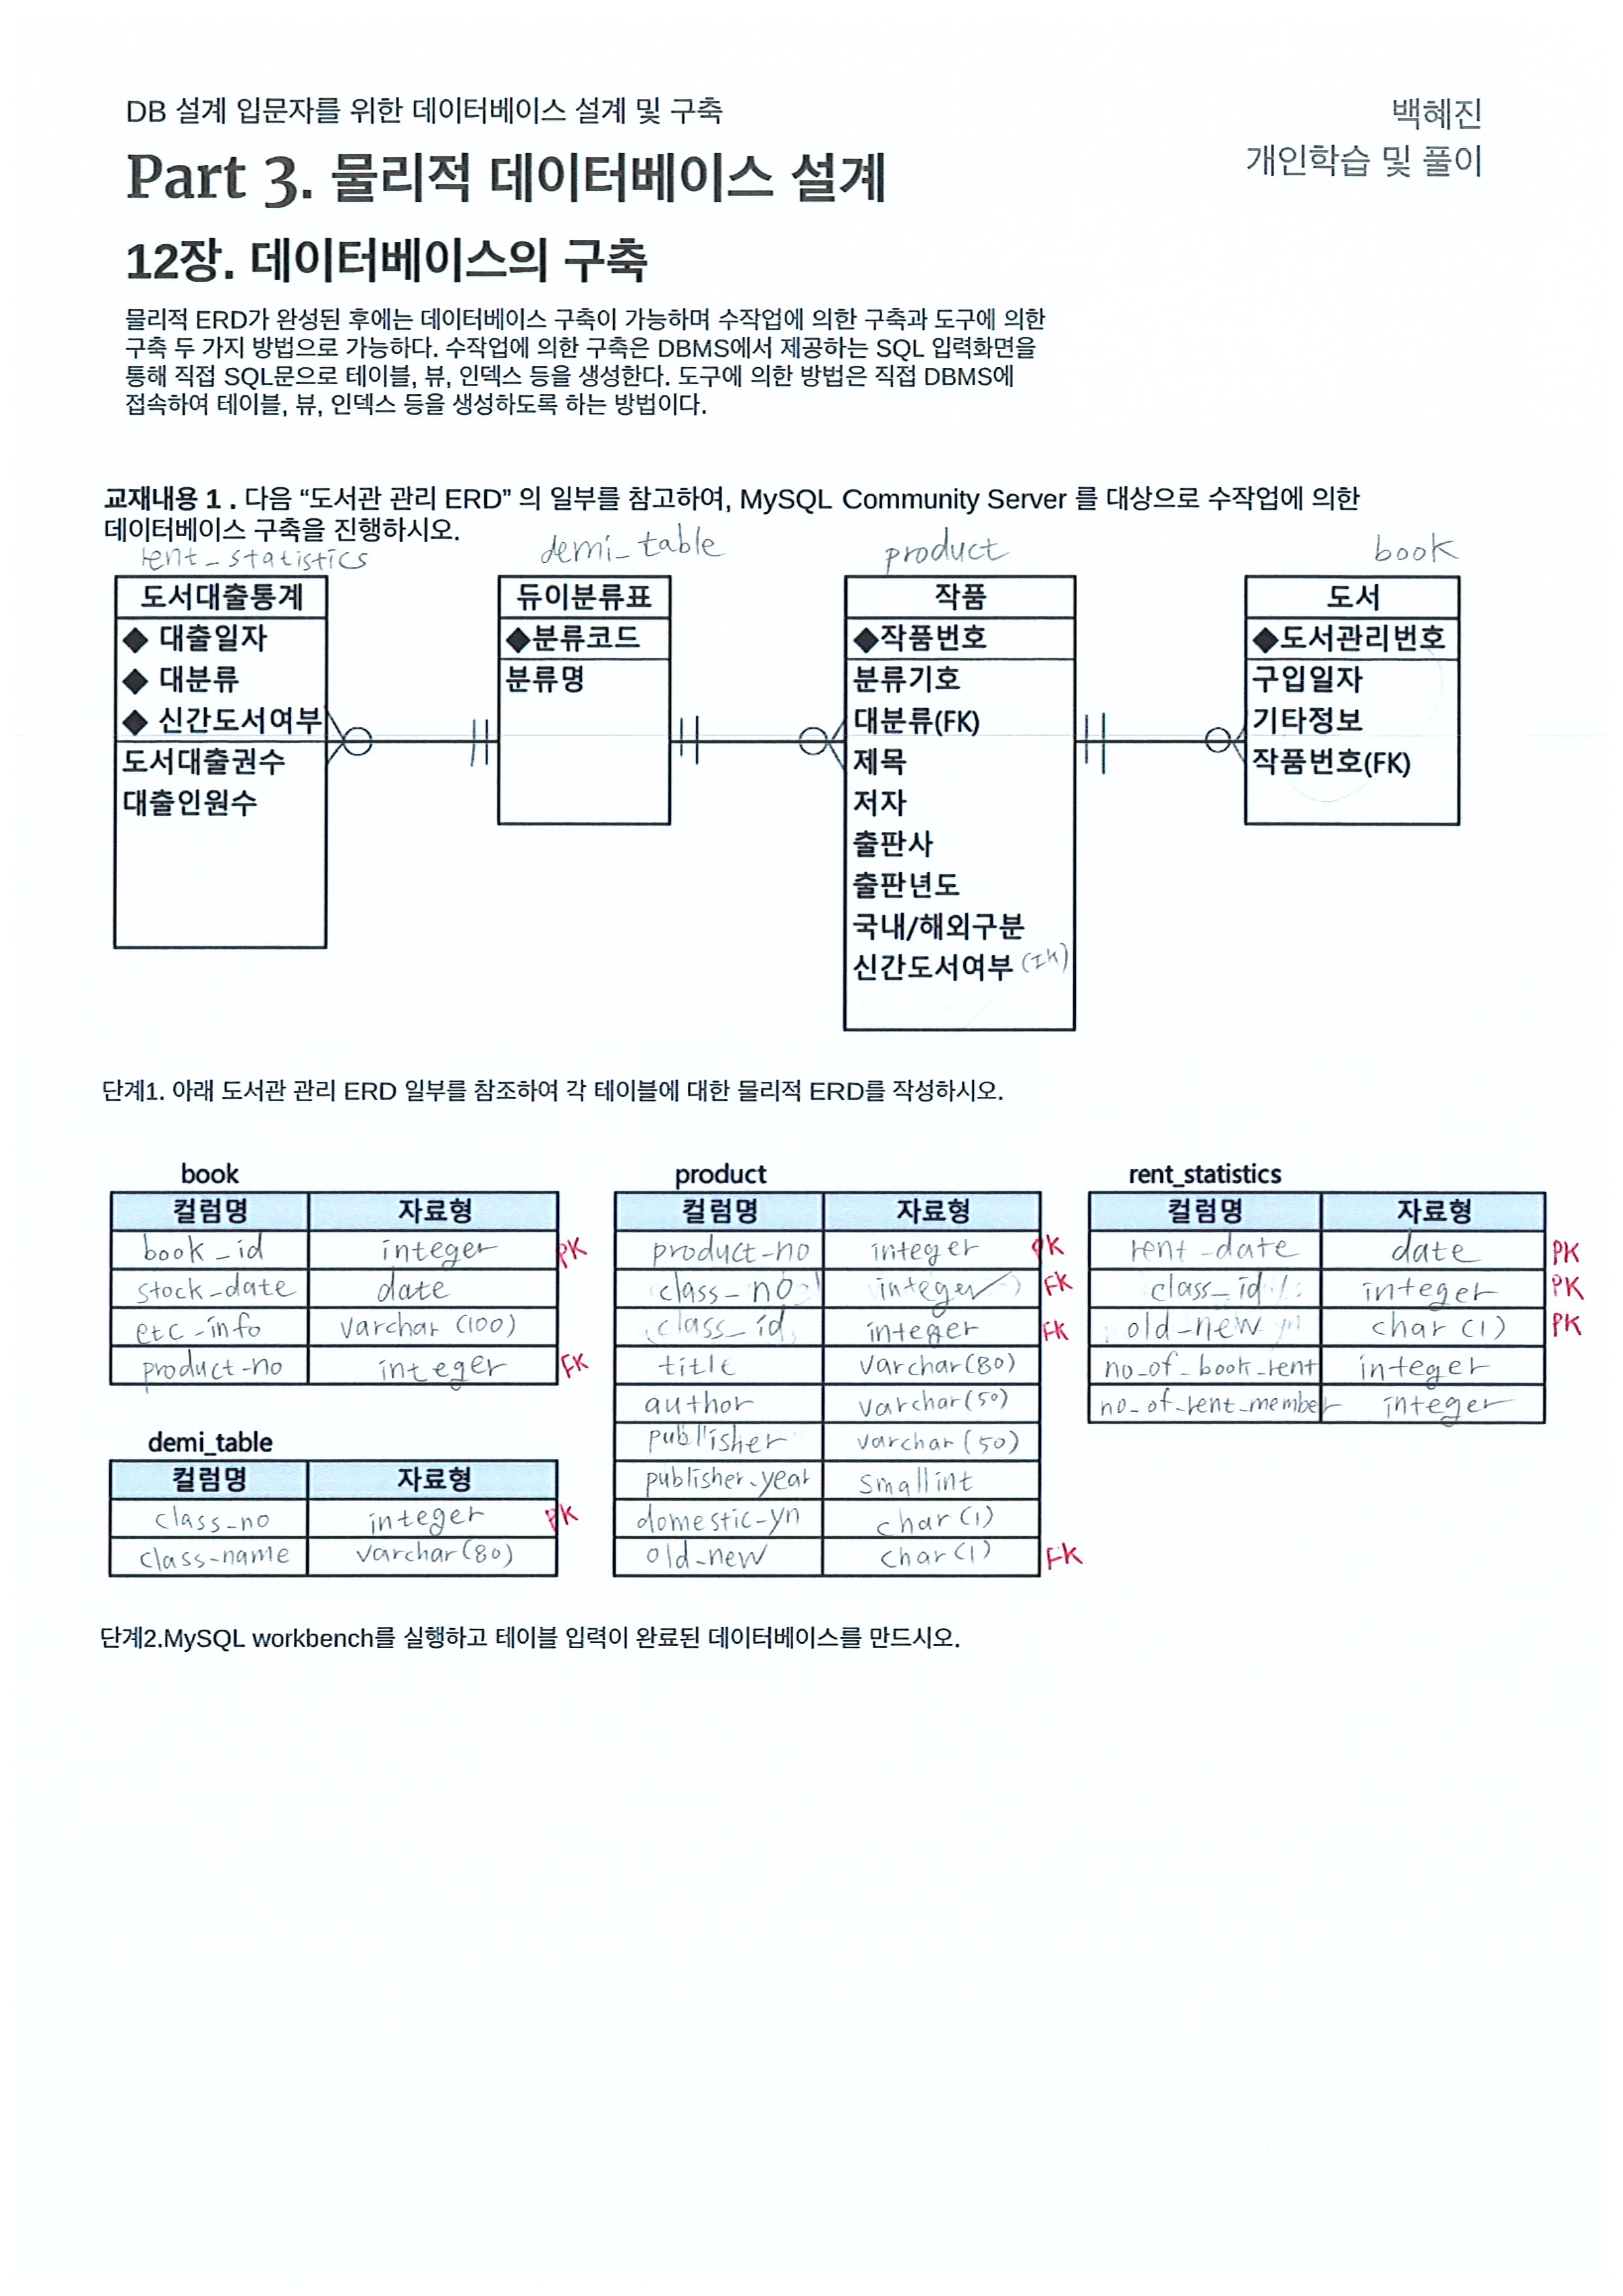 DB 설계 입문자를 위한 데이터베이스 설계 및 구축
백혜진
개인학습 및 풀이
Part 3. 물리적 데이터베이스 설계
12장. 데이터베이스의 구축
물리적 ERD가 완성된 후에는 데이터베이스 구축이 가능하며 수작업에 의한 구축과 도구에 의한
구축 두 가지 방법으로 가능하다. 수작업에 의한 구축은 DBMS에서 제공하는 SQL 입력화면을
통해 직접 SQL문으로 테이블, 뷰, 인덱스 등을 생성한다. 도구에 의한 방법은 직접 DBMS에
접속하여 테이블, 뷰, 인덱스 등을 생성하도록 하는 방법이다.
교재내용 1 . 다음 “도서관 관리 ERD” 의 일부를 참고하여, MySQL Community Server 를 대상으로 수작업에 의한
데이터베이스 구축을 진행하시오.
rent_statistics
도서대출통계
◆ 대출일자
◆ 대분류
◆ 신간도서여부
도서대출권수
대출인원수
demi_table
듀이분류표
◆분류코드
분류명
product
작품
◆작품번호
분류기호
대분류(FK)
제목
저자
출판사
출판년도
국내/해외구분
신간도서여부
book
도서
◆도서관리번호
구입일자
기타정보
작품번호(FK)
단계1. 아래 도서관 관리 ERD 일부를 참조하여 각 테이블에 대한 물리적 ERD를 작성하시오.
book
컬럼명 자료형
book_id integer PK
stock_date date
etc_info varchar (100)
product-no integer FK
demi_table
컬럼명 자료형
class_no integer PK
class-name varchar(80)
product
컬럼명 자료형
product-no integer PK
class_no integer FK
class_id integer FK
title varchar(80)
author varchar(50)
publisher varchar(50)
publisher_year smallint
domestic-yn char(1)
old_new char(1) FK
rent_statistics
컬럼명 자료형
rent_date date PK
class_id integer PK
old-new char(1) PK
no_of_book_rent integer
no_of_rent_member integer
단계2.MySQL workbench를 실행하고 테이블 입력이 완료된 데이터베이스를 만드시오.